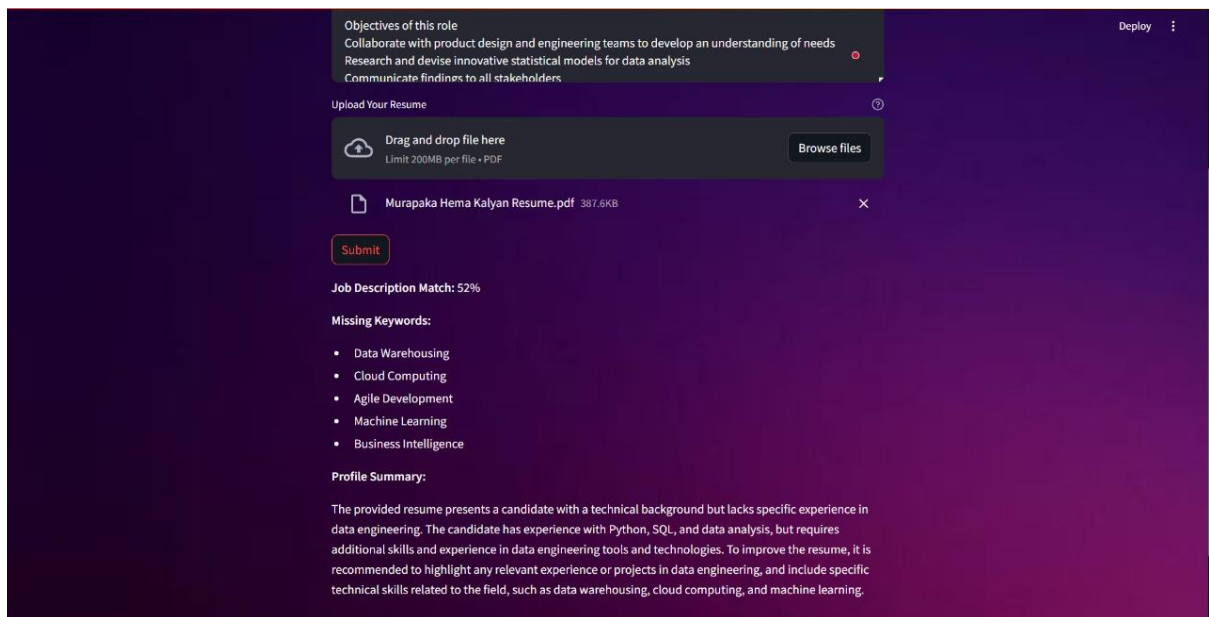 Objectives of this role
Deploy
Collaborate with product design and engineering teams to develop an understanding of needs
Research and devise innovative statistical models for data analysis
Communicate findings to all stakeholders
Upload Your Resume
Drag and drop file here
Limit 200MB per file • PDF
Browse files
Murapaka Hema Kalyan Resume.pdf 387.6KB
Submit
Job Description Match: 52%
Missing Keywords:
• Data Warehousing
• Cloud Computing
• Agile Development
• Machine Learning
• Business Intelligence
Profile Summary:
The provided resume presents a candidate with a technical background but lacks specific experience in
data engineering. The candidate has experience with Python, SQL, and data analysis, but requires
additional skills and experience in data engineering tools and technologies. To improve the resume, it is
recommended to highlight any relevant experience or projects in data engineering, and include specific
technical skills related to the field, such as data warehousing, cloud computing, and machine learning.